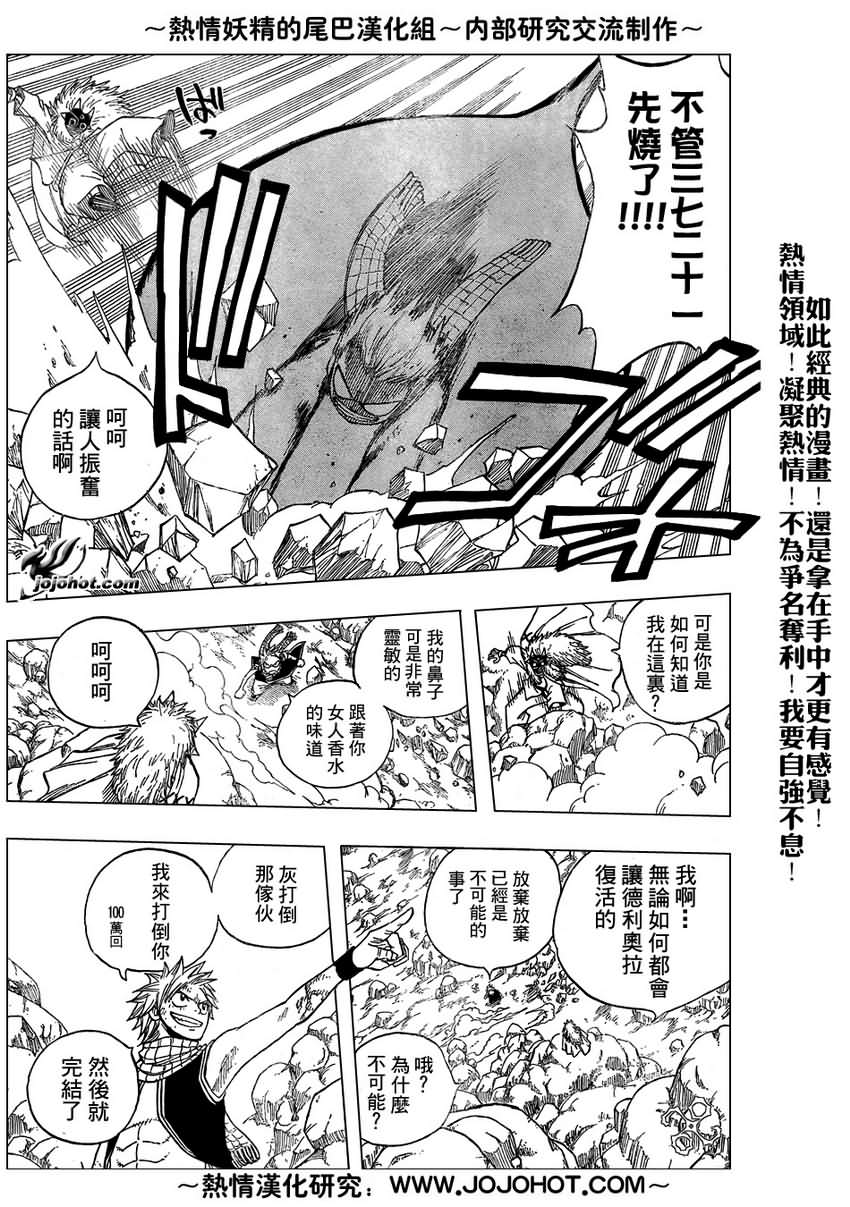 ～熱情妖精的尾巴漢化組～内部研究交流制作～
不管三七二十一
先燒了!!!!
呵呵
讓人振奮
的話啊
jojohot.com
可是你是
如何知道
我在這裏?
我的鼻子
可是非常
靈敏的
跟著你
女人香水
的味道
呵呵呵
我啊…
無論如何都會
讓德利奧拉
復活的
放棄放棄
已經是
不可能的
事了
哦?
為什麼
不可能?
灰打倒
那傢伙
我來打倒你
100萬回
然後就
完結了
如此經典的漫畫！還是拿在手中才更有感覺！
熱情領域！凝聚熱情！不為爭名奪利！我要自強不息！
～熱情漢化研究：WWW.JOJOHOT.COM～